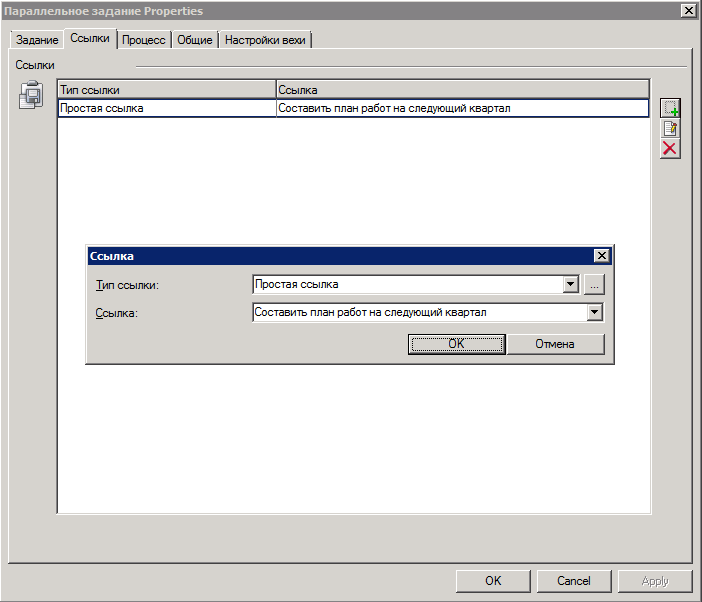 Параллельное задание Properties
Задание Ссылки Процесс Общие Настройки вехи
Ссылки
Тип ссылки Ссылка
Простая ссылка Составить план работ на следующий квартал
Ссылка
Тип ссылки: Простая ссылка ...
Ссылка: Составить план работ на следующий квартал
OK Отмена
OK Cancel Apply